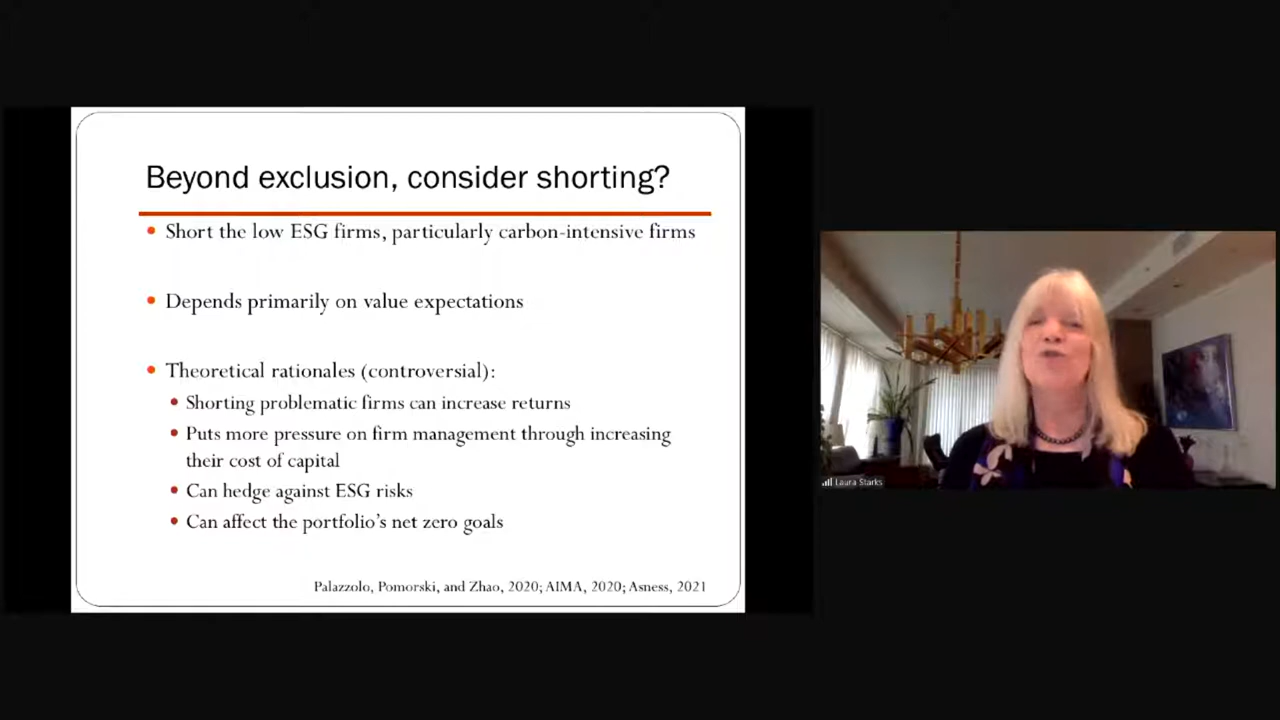 Beyond exclusion, consider shorting?
• Short the low ESG firms, particularly carbon-intensive firms
• Depends primarily on value expectations
• Theoretical rationales (controversial):
• Shorting problematic firms can increase returns
• Puts more pressure on firm management through increasing
their cost of capital
• Can hedge against ESG risks
• Can affect the portfolio's net zero goals
Palazzolo, Pomorski, and Zhao, 2020; AIMA, 2020; Asness, 2021
Laura Starks